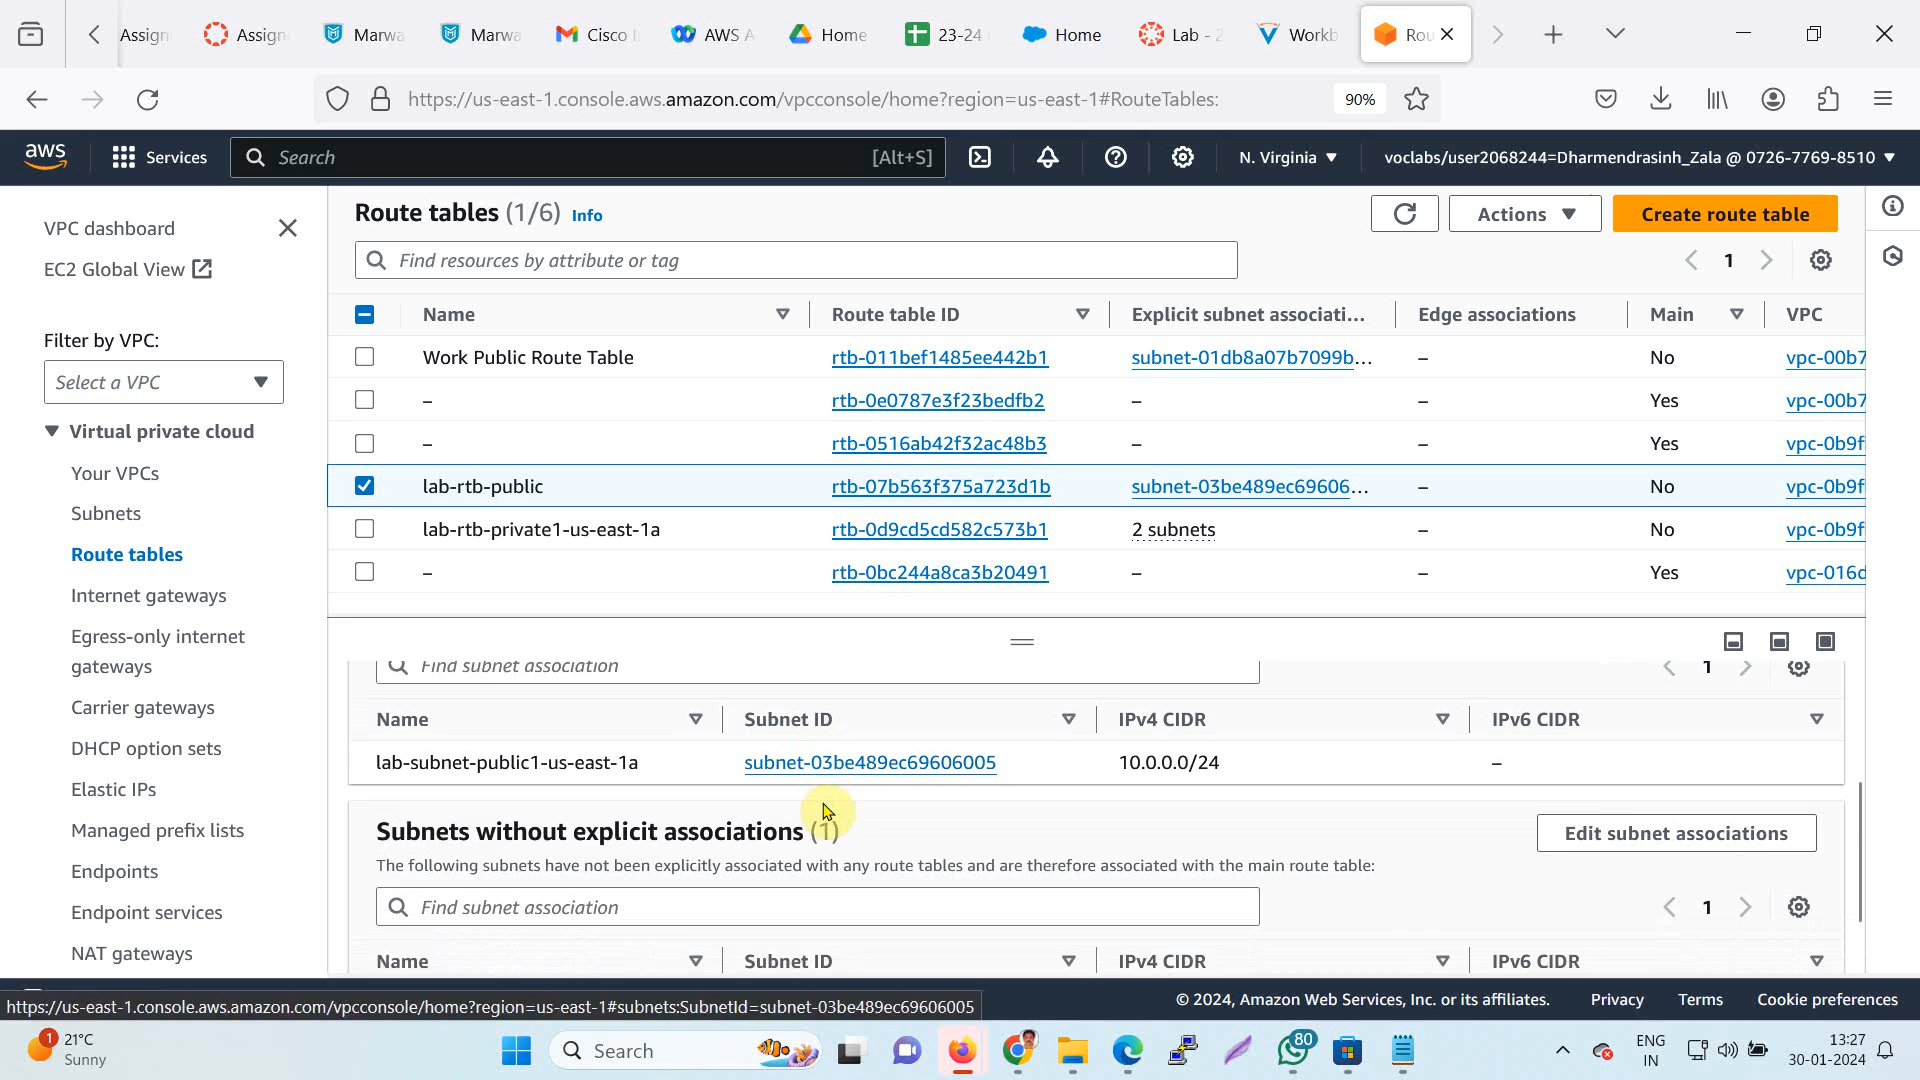 Assign
Assign
Marwa
Marwa
Cisco I
AWS A
Home
23-24
Home
Lab - 2
Workb
Rou
https://us-east-1.console.aws.amazon.com/vpcconsole/home?region=us-east-1#RouteTables:
90%
aws
Services
Search
[Alt+S]
N. Virginia
voclabs/user2068244=Dharmendrasinh_Zala @ 0726-7769-8510
VPC dashboard
EC2 Global View
Filter by VPC:
Select a VPC
Virtual private cloud
Your VPCs
Subnets
Route tables
Internet gateways
Egress-only internet
gateways
Carrier gateways
DHCP option sets
Elastic IPs
Managed prefix lists
Endpoints
Endpoint services
NAT gateways
Route tables (1/6) Info
Actions
Create route table
Find resources by attribute or tag
1
Name Route table ID Explicit subnet associati... Edge associations Main VPC
Work Public Route Table rtb-011bef1485ee442b1 subnet-01db8a07b7099b... – No vpc-00b7
– rtb-0e0787e3f23bedfb2 – – Yes vpc-00b7
– rtb-0516ab42f32ac48b3 – – Yes vpc-0b9f
lab-rtb-public rtb-07b563f375a723d1b subnet-03be489ec69606... – No vpc-0b9f
lab-rtb-private1-us-east-1a rtb-0d9cd5cd582c573b1 2 subnets – No vpc-0b9f
– rtb-0bc244a8ca3b20491 – – Yes vpc-016d
Find subnet association
1
Name Subnet ID IPv4 CIDR IPv6 CIDR
lab-subnet-public1-us-east-1a subnet-03be489ec69606005 10.0.0.0/24 –
Subnets without explicit associations (1)
Edit subnet associations
The following subnets have not been explicitly associated with any route tables and are therefore associated with the main route table:
Find subnet association
1
Name Subnet ID IPv4 CIDR IPv6 CIDR
https://us-east-1.console.aws.amazon.com/vpcconsole/home?region=us-east-1#subnets:SubnetId=subnet-03be489ec69606005
© 2024, Amazon Web Services, Inc. or its affiliates.
Privacy
Terms
Cookie preferences
1
21°C
Sunny
Search
80
ENG
IN
13:27
30-01-2024